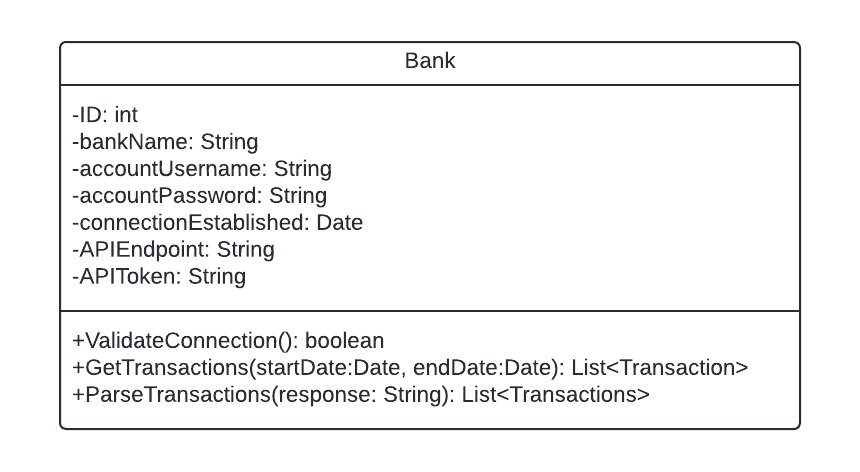 Bank
-ID: int
-bankName: String
-accountUsername: String
-accountPassword: String
-connectionEstablished: Date
-APIEndpoint: String
-APIToken: String
+ValidateConnection(): boolean
+GetTransactions(startDate:Date, endDate:Date): List<Transaction>
+ParseTransactions(response: String): List<Transactions>